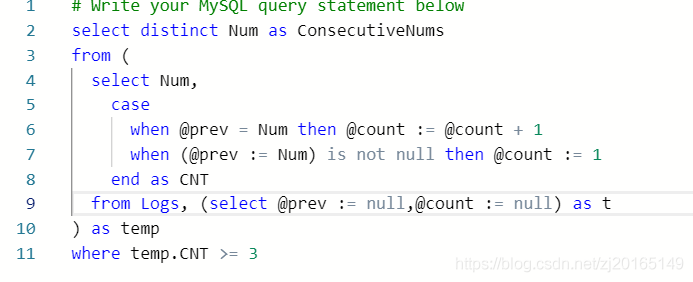 1 # Write your MySQL query statement below
2 select distinct Num as ConsecutiveNums
3 from (
4 select Num,
5 case
6 when @prev = Num then @count := @count + 1
7 when (@prev := Num) is not null then @count := 1
8 end as CNT
9 from Logs, (select @prev := null,@count := null) as t
10 ) as temp
11 where temp.CNT >= 3
https://blog.csdn.net/zj20165149